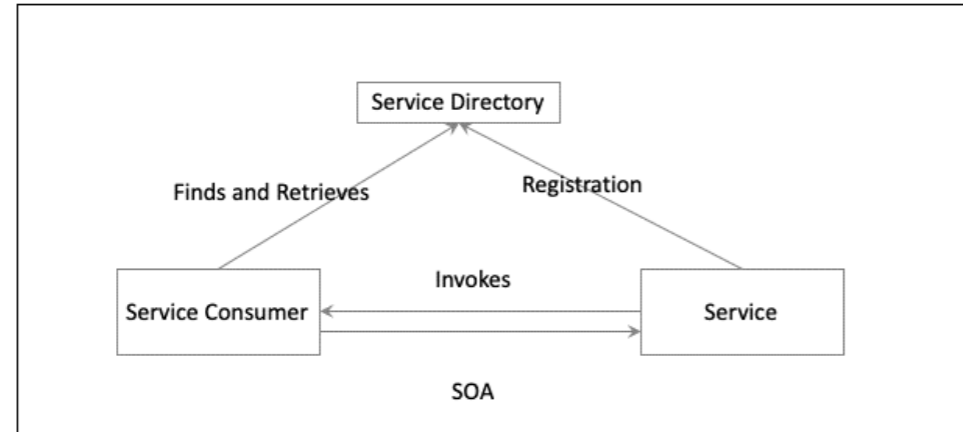 Service Directory
Finds and Retrieves
Registration
Invokes
Service Consumer
Service
SOA